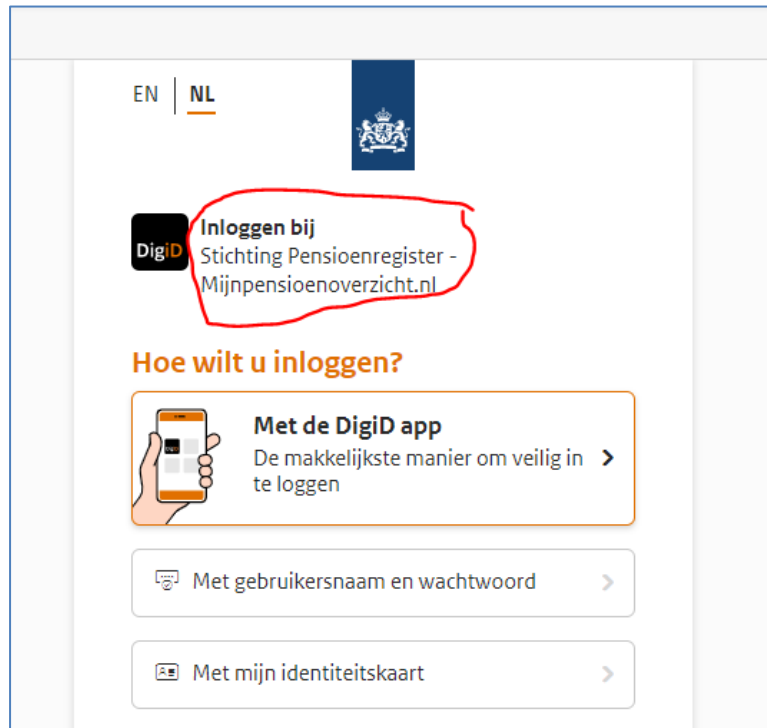 EN | NL
DigiD
Inloggen bij
Stichting Pensioenregister -
Mijnpensioenoverzicht.nl
Hoe wilt u inloggen?
Met de DigiD app
De makkelijkste manier om veilig in
te loggen
Met gebruikersnaam en wachtwoord
Met mijn identiteitskaart